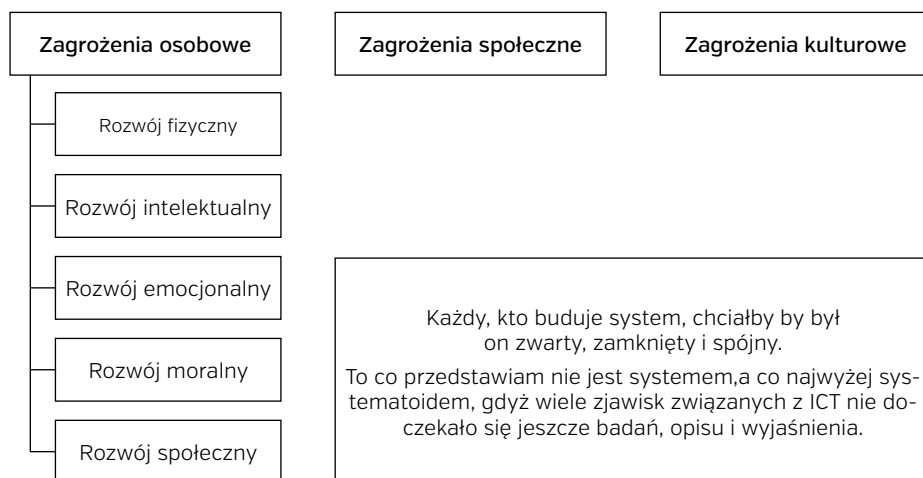 Zagrożenia osobowe
Zagrożenia społeczne
Zagrożenia kulturowe
Rozwój fizyczny
Rozwój intelektualny
Rozwój emocjonalny
Rozwój moralny
Rozwój społeczny
Każdy, kto buduje system, chciałby by był
on zwarty, zamknięty i spójny.
To co przedstawiam nie jest systemem,a co najwyżej sys-
tematoidem, gdyż wiele zjawisk związanych z ICT nie do-
czekało się jeszcze badań, opisu i wyjaśnienia.